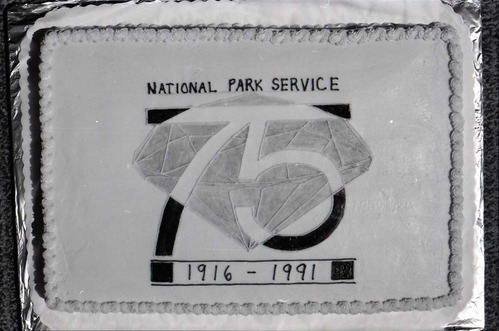 NATIONAL PARK SERVICE
75
1916 - 1991